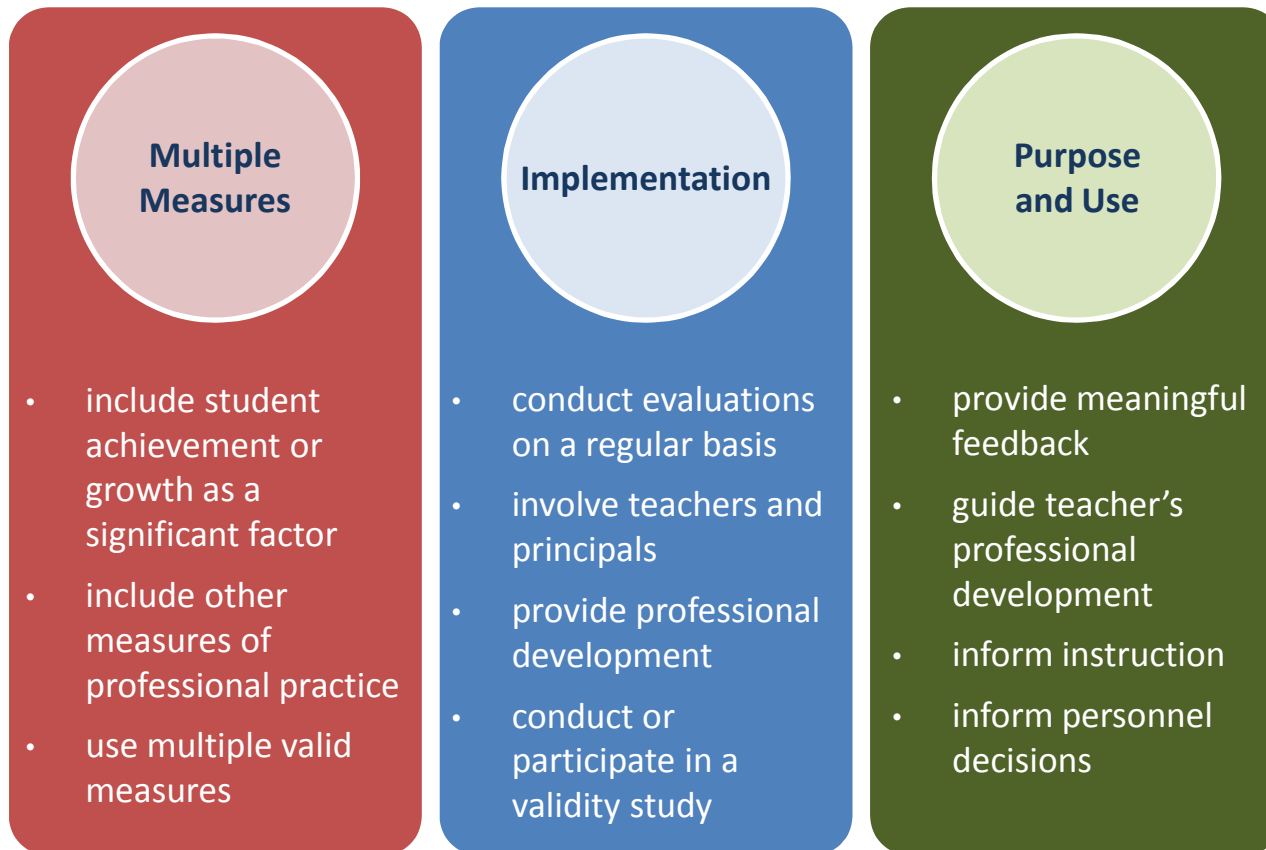 Multiple
Measures
• include student
achievement or
growth as a
significant factor
• include other
measures of
professional practice
• use multiple valid
measures
Implementation
• conduct evaluations
on a regular basis
• involve teachers and
principals
• provide professional
development
• conduct or
participate in a
validity study
Purpose
and Use
• provide meaningful
feedback
• guide teacher’s
professional
development
• inform instruction
• inform personnel
decisions